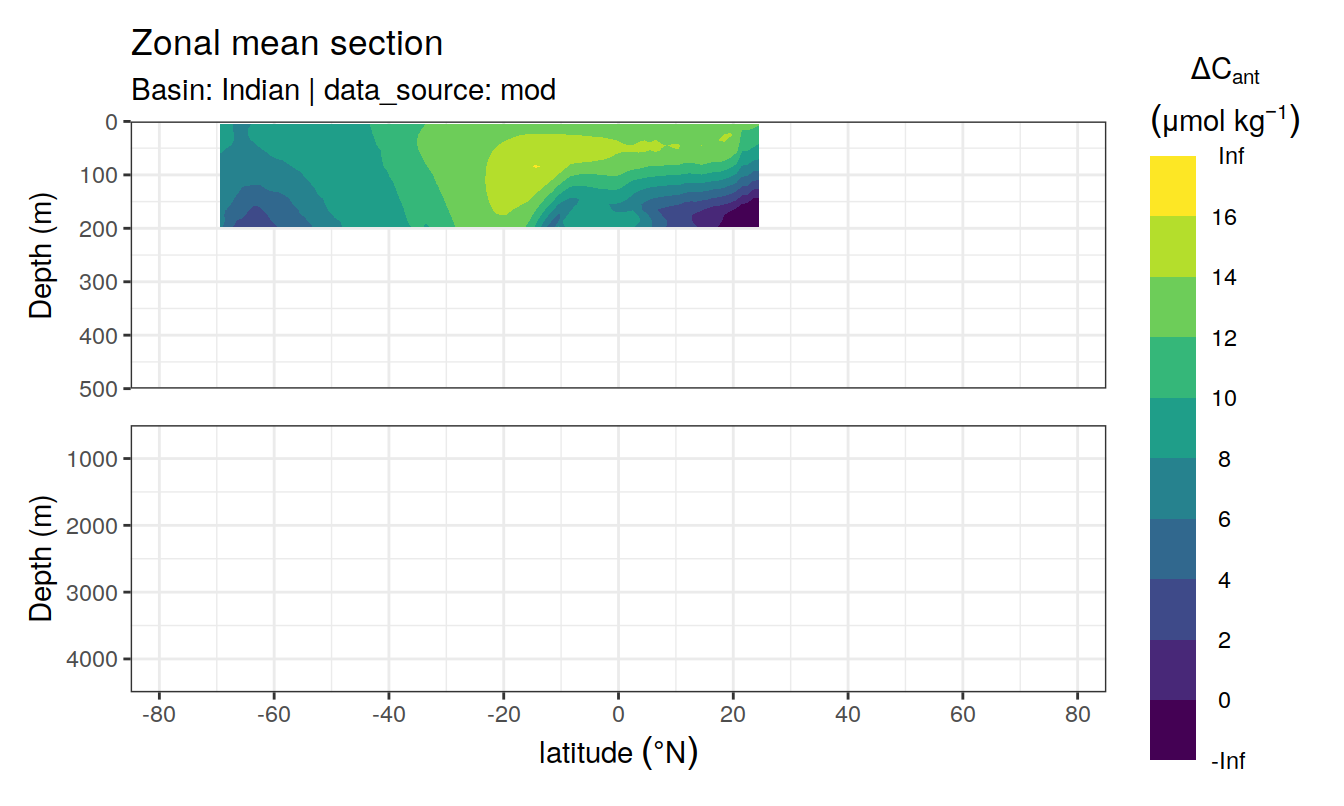 Zonal mean section
Basin: Indian | data_source: mod
ΔC_ant
(μmol kg⁻¹)
Inf
16
14
12
10
8
6
4
2
0
-Inf
Depth (m)
0
100
200
300
400
500
Depth (m)
1000
2000
3000
4000
-80 -60 -40 -20 0 20 40 60 80
latitude (°N)